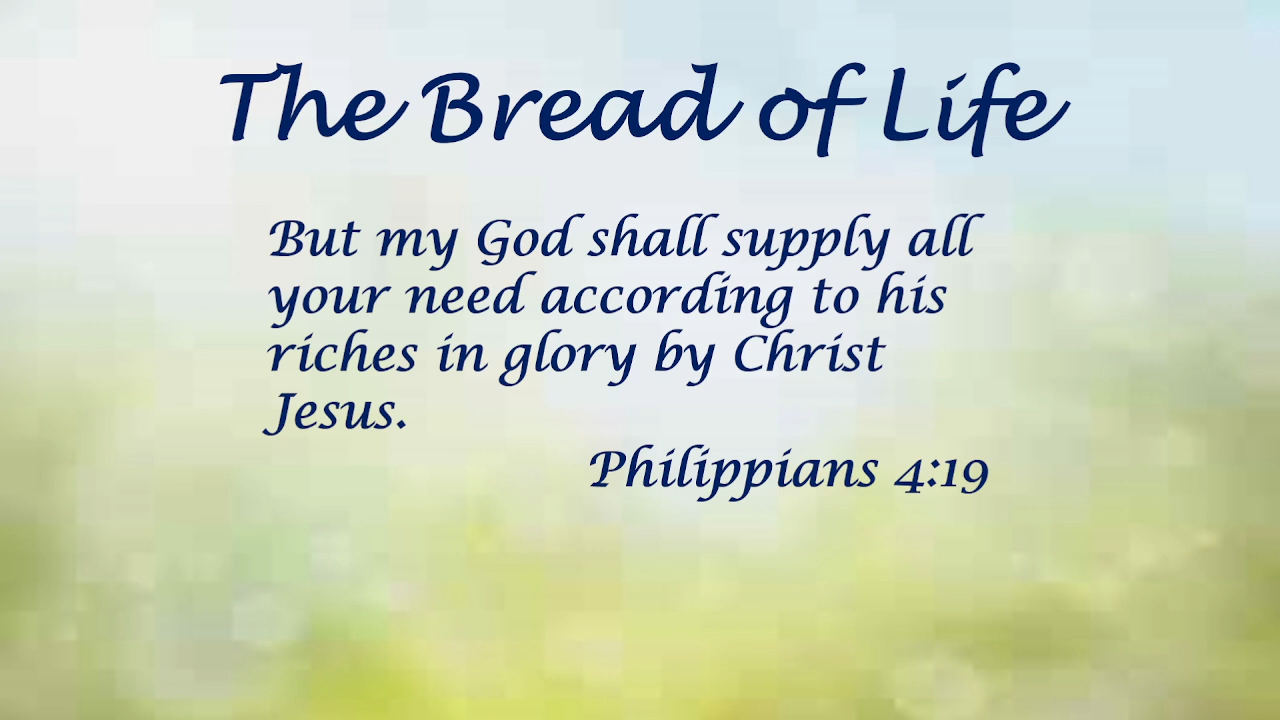 The Bread of Life
But my God shall supply all
your need according to his
riches in glory by Christ
Jesus.
Philippians 4:19